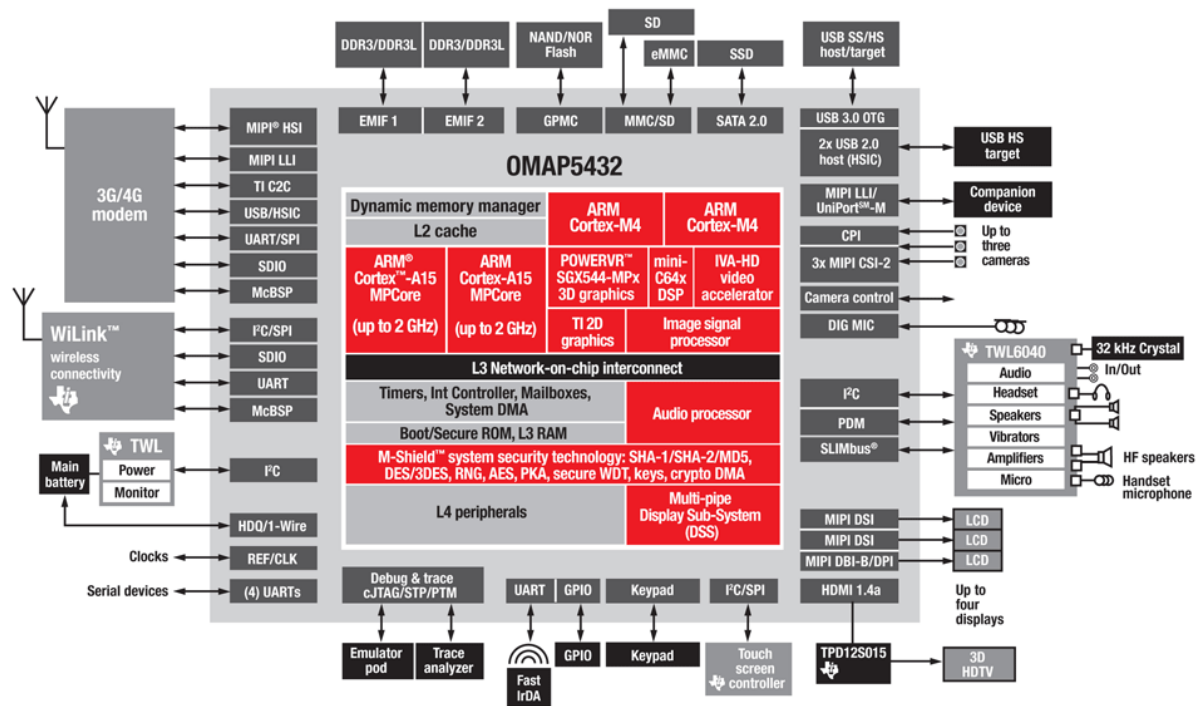 DDR3/DDR3L
DDR3/DDR3L
NAND/NOR
Flash
SD
eMMC
SSD
USB SS/HS
host/target
EMIF 1
EMIF 2
GPMC
MMC/SD
SATA 2.0
USB 3.0 OTG
2x USB 2.0
host (HSIC)
USB HS
target
MIPI LLI/
UniPort℠-M
Companion
device
CPI
3x MIPI CSI-2
Up to
three
cameras
Camera control
DIG MIC
3G/4G
modem
MIPI® HSI
MIPI LLI
TI C2C
USB/HSIC
UART/SPI
SDIO
McBSP
WiLink™
wireless
connectivity
I²C/SPI
SDIO
UART
McBSP
TWL
Power
Monitor
Main
battery
I²C
HDQ/1-Wire
Clocks
REF/CLK
Serial devices
(4) UARTs
OMAP5432
Dynamic memory manager
L2 cache
ARM
Cortex-M4
ARM
Cortex-M4
ARM®
Cortex™-A15
MPCore
(up to 2 GHz)
ARM
Cortex-A15
MPCore
(up to 2 GHz)
POWERVR™
SGX544-MPx
3D graphics
mini-
C64x
DSP
IVA-HD
video
accelerator
TI 2D
graphics
Image signal
processor
L3 Network-on-chip interconnect
Timers, Int Controller, Mailboxes,
System DMA
Boot/Secure ROM, L3 RAM
Audio processor
M-Shield™ system security technology: SHA-1/SHA-2/MD5,
DES/3DES, RNG, AES, PKA, secure WDT, keys, crypto DMA
L4 peripherals
Multi-pipe
Display Sub-System
(DSS)
I²C
PDM
SLIMbus®
TWL6040
Audio
Headset
Speakers
Vibrators
Amplifiers
Micro
32 kHz Crystal
In/Out
HF speakers
Handset
microphone
MIPI DSI
LCD
MIPI DSI
LCD
MIPI DBI-B/DPI
LCD
HDMI 1.4a
Up to
four
displays
TPD12S015
3D
HDTV
Debug & trace
cJTAG/STP/PTM
UART
GPIO
Keypad
I²C/SPI
Emulator
pod
Trace
analyzer
Fast
IrDA
GPIO
Keypad
Touch
screen
controller